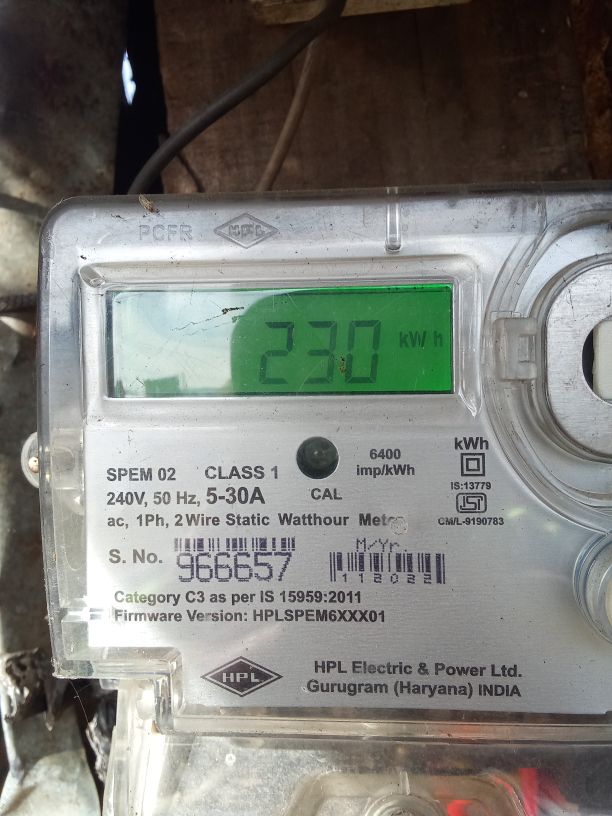 PCFR HPL
230 kWh
SPEM 02 CLASS 1
6400 imp/kWh
kWh
240V, 50 Hz, 5-30A
CAL
IS:13779
ac, 1Ph, 2 Wire Static Watthour Meter
ISI
CM/L-9190783
S. No. 966657
M/Yr.
112022
Category C3 as per IS 15959:2011
Firmware Version: HPLSPEM6XXX01
HPL
HPL Electric & Power Ltd.
Gurugram (Haryana) INDIA